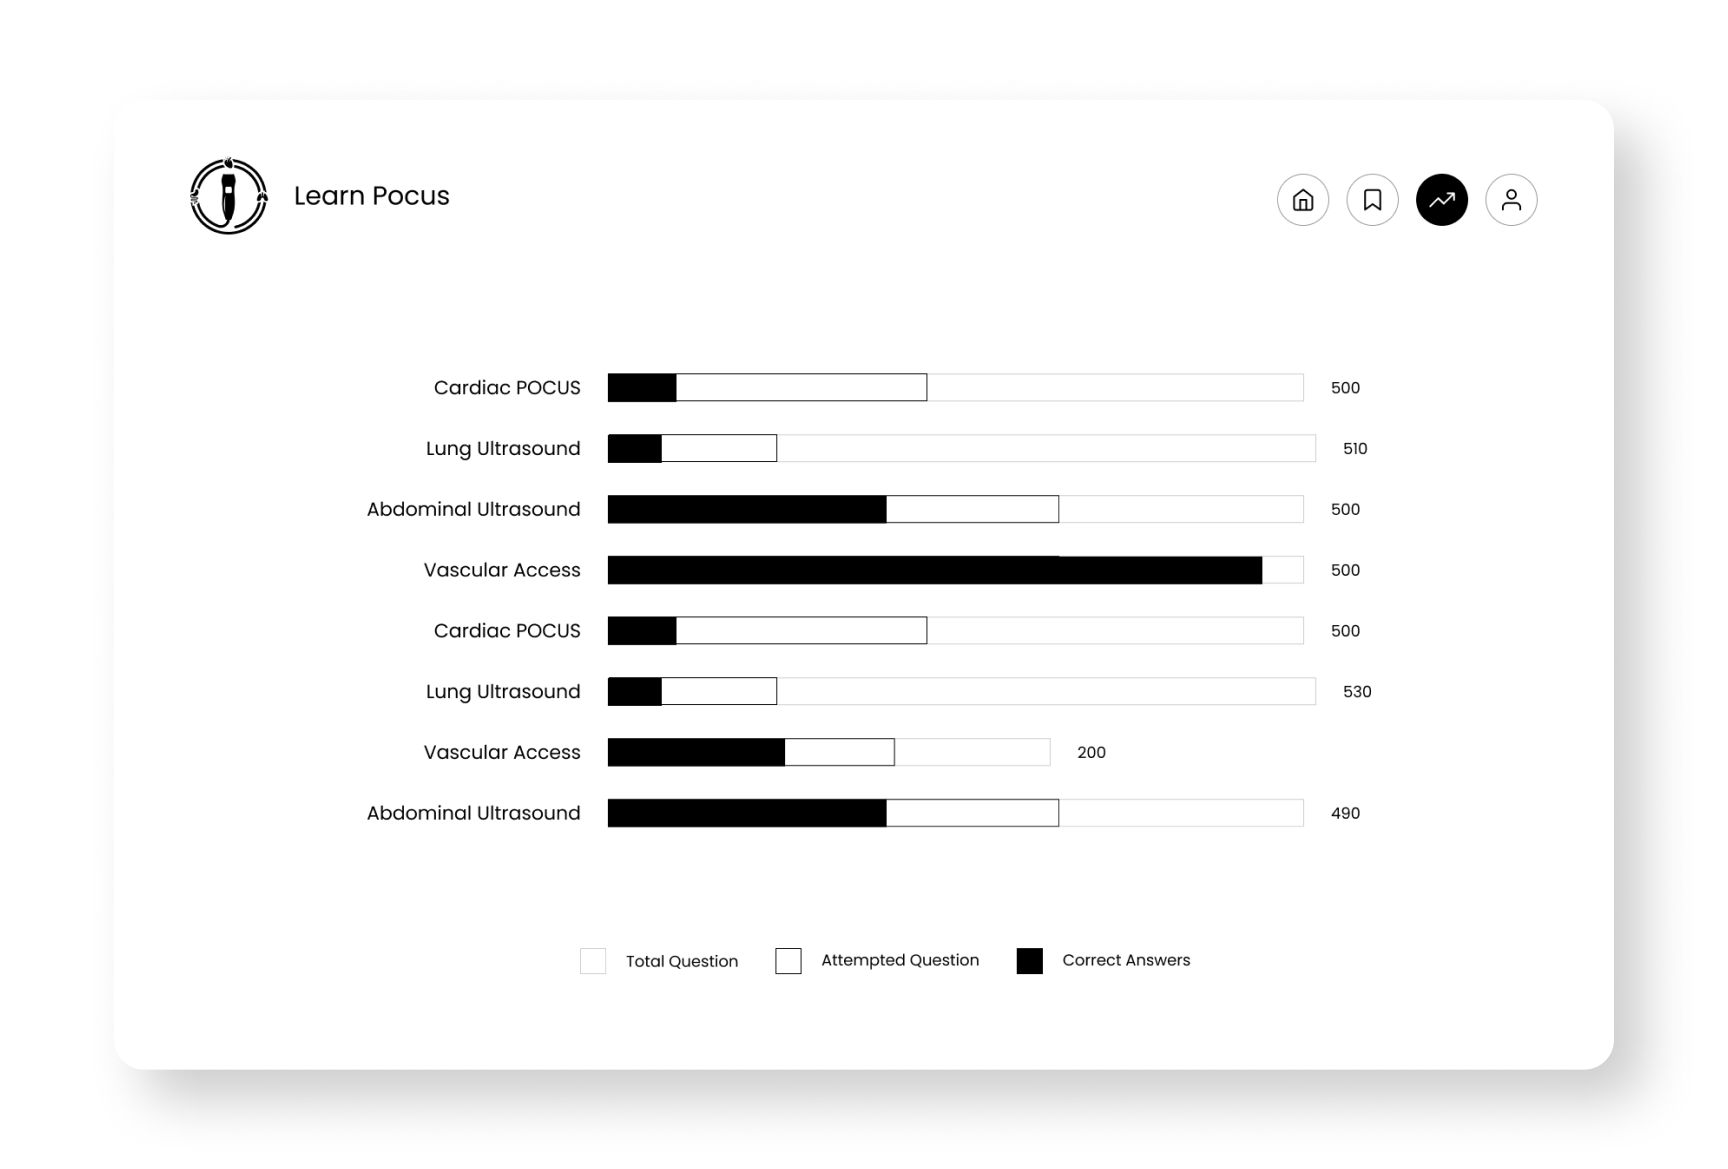 Learn Pocus
Cardiac POCUS 500
Lung Ultrasound 510
Abdominal Ultrasound 500
Vascular Access 500
Cardiac POCUS 500
Lung Ultrasound 530
Vascular Access 200
Abdominal Ultrasound 490
Total Question Attempted Question Correct Answers